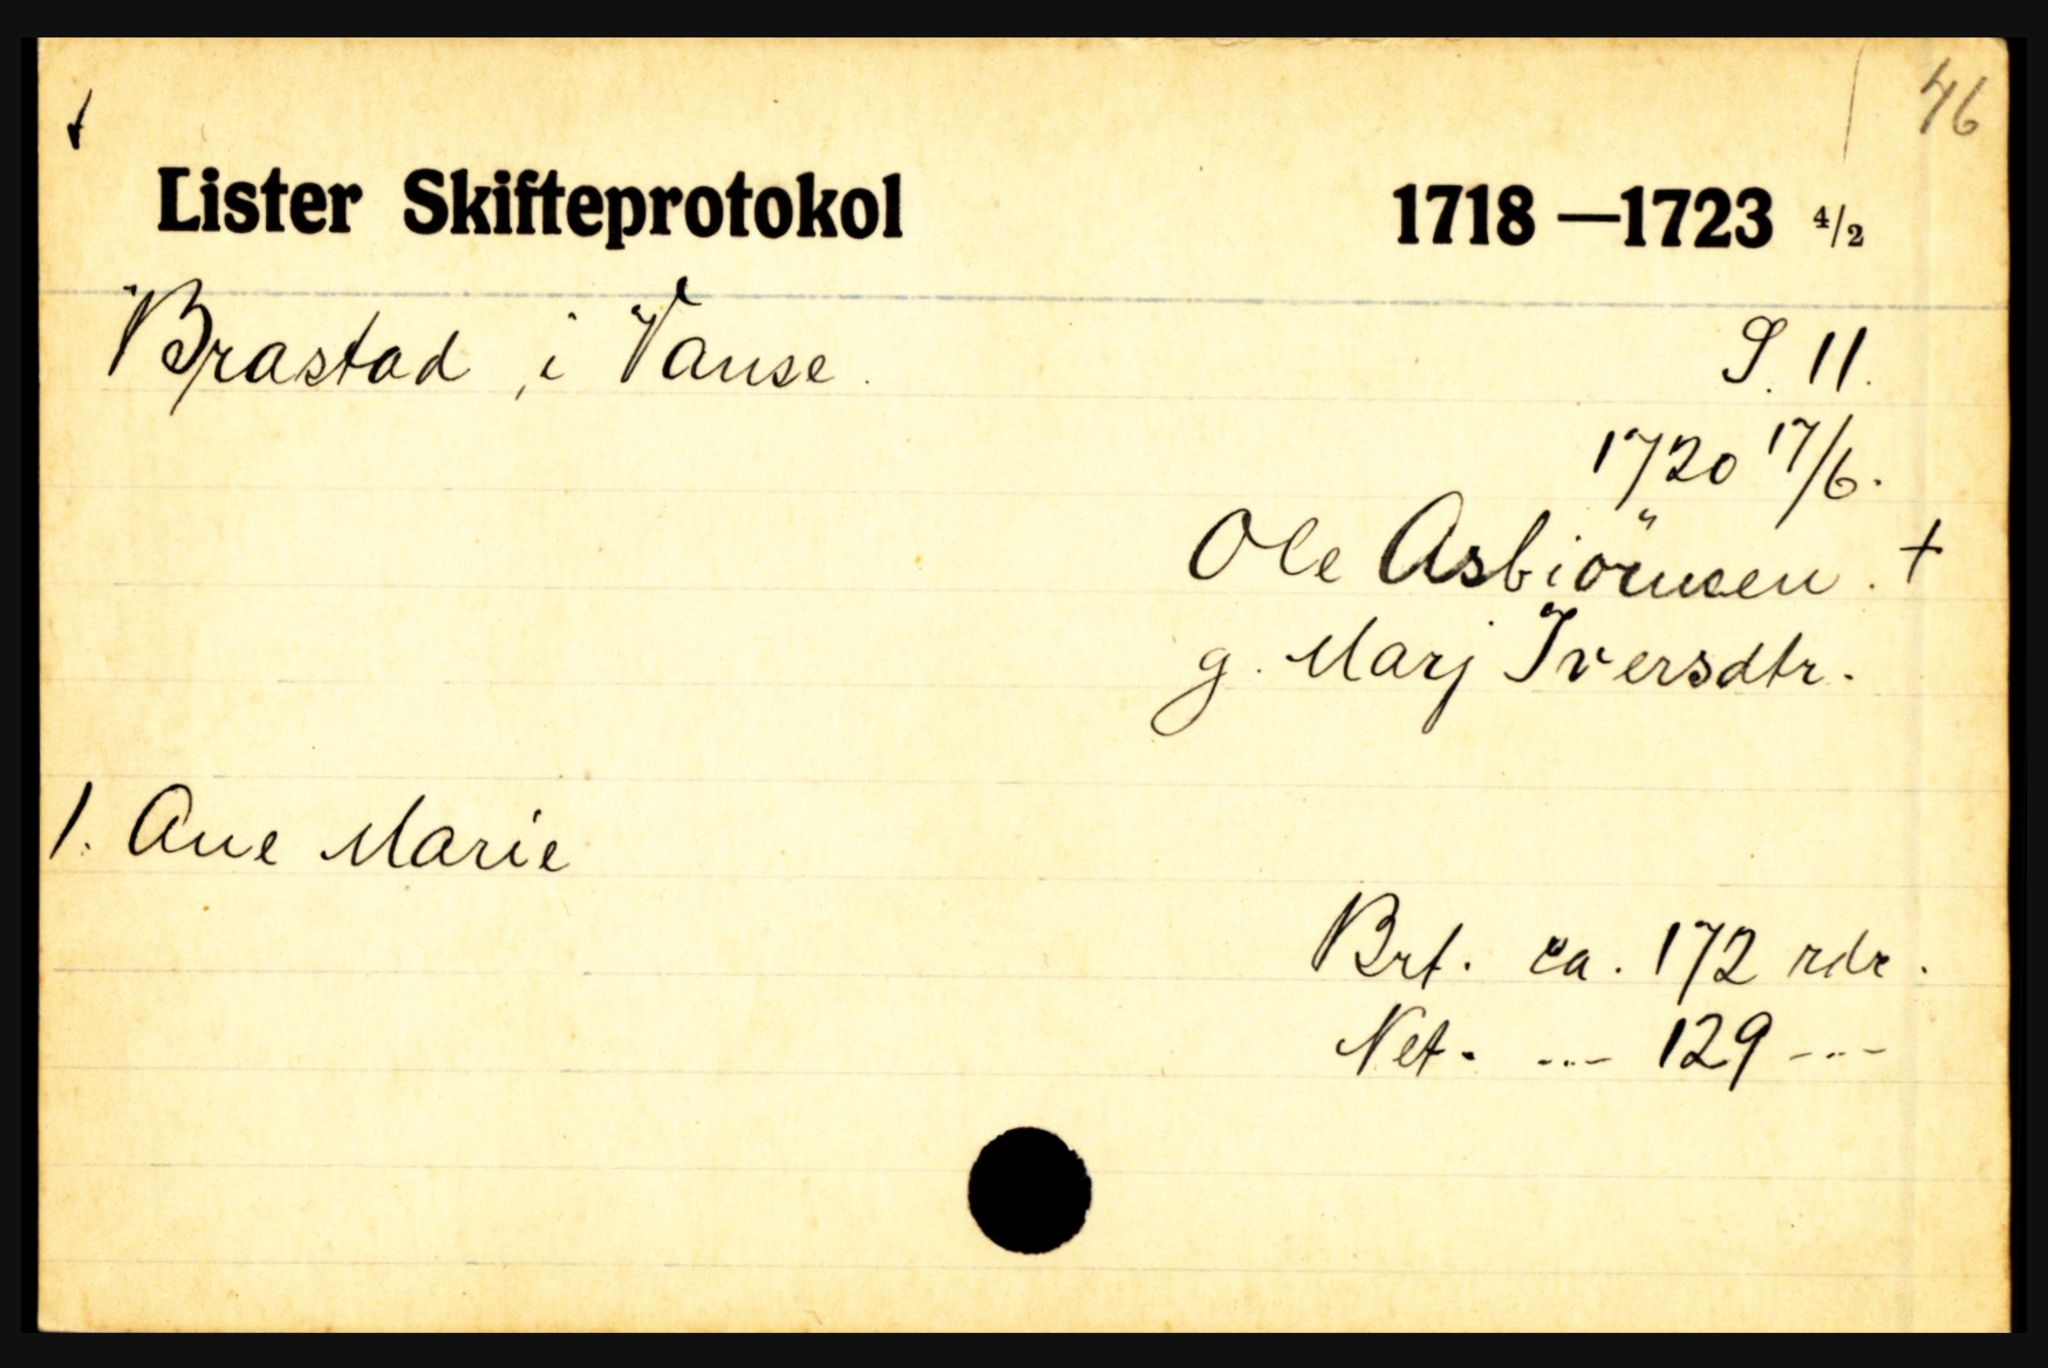 46
Lister Skifteprotokol 1718—1723 4/2
Brastad, i Vanse. S. 11.
1720 17/6.
Ole Asbiörnsen. +
g. Marj Iversdtr.
1. Ane Marie
Brt. ca. 172 rdr.
Net. -..- 129 -..-